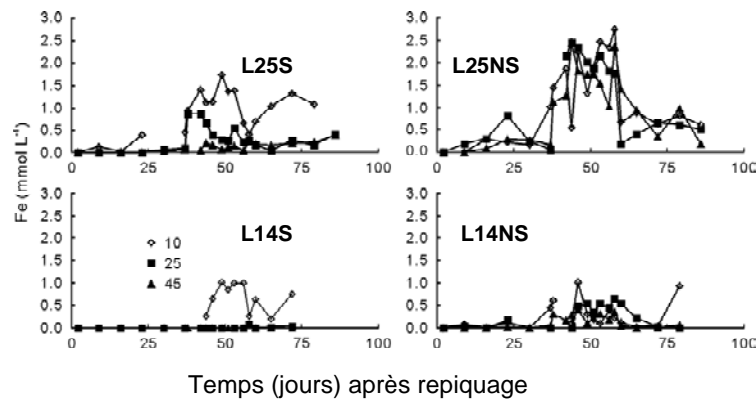 3.0 3.0
2.5 L25S 2.5 L25NS
2.0 2.0
1.5 1.5
1.0 1.0
0.5 0.5
0.0 0.0
0 25 50 75 100 0 25 50 75 100
Fe (mmol L⁻¹)
3.0 3.0
2.5 L14S 2.5 L14NS
2.0 10 2.0
1.5 25 1.5
1.0 45 1.0
0.5 0.5
0.0 0.0
0 25 50 75 100 0 25 50 75 100
Temps (jours) après repiquage